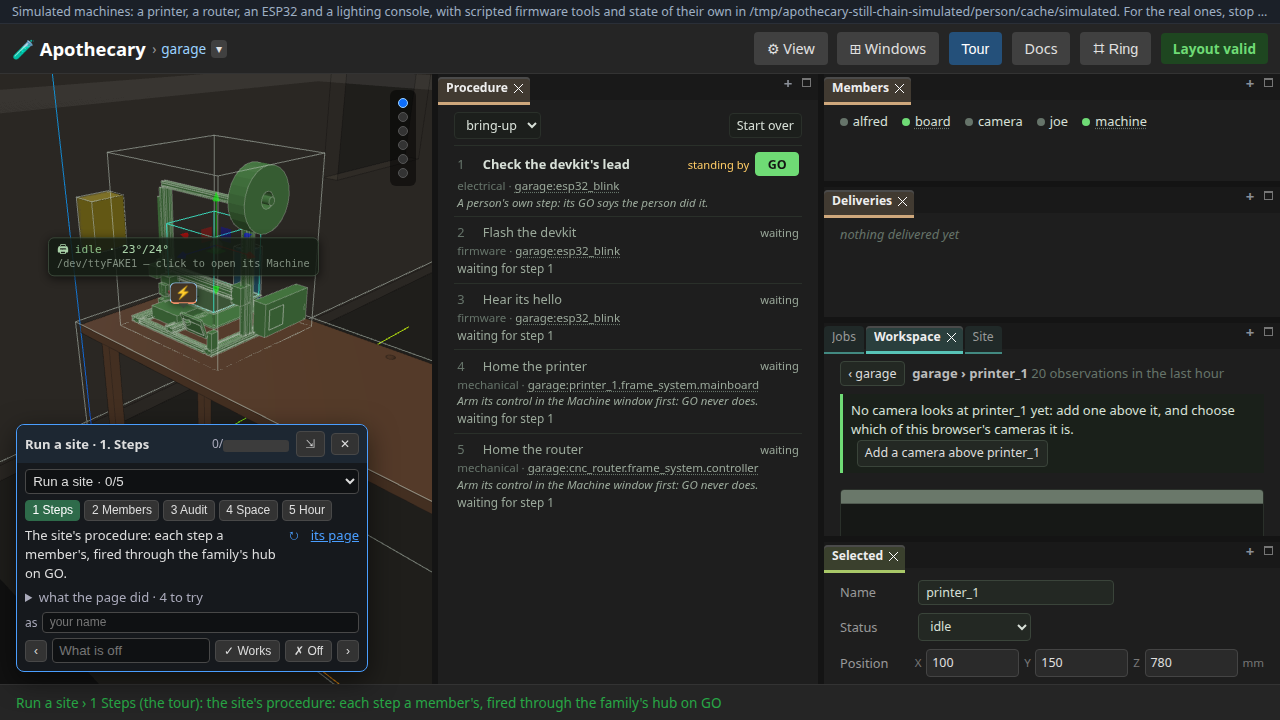 Simulated machines: a printer, a router, an ESP32 and a lighting console, with scripted firmware tools and state of their own in /tmp/apothecary-still-chain-simulated/person/cache/simulated. For the real ones, stop ...
Apothecary › garage ▾
⚙ View
⊞ Windows
Tour
Docs
Ring
Layout valid
idle · 23°/24°
/dev/ttyFAKE1 — click to open its Machine
Run a site · 1. Steps
0/
Run a site · 0/5
1 Steps
2 Members
3 Audit
4 Space
5 Hour
The site's procedure: each step a
member's, fired through the family's hub
on GO.
↻ its page
▶ what the page did · 4 to try
as your name
‹ What is off ✓ Works ✗ Off ›
Procedure
bring-up
Start over
1 Check the devkit's lead standing by GO
electrical · garage:esp32_blink
A person's own step: its GO says the person did it.
2 Flash the devkit waiting
firmware · garage:esp32_blink
waiting for step 1
3 Hear its hello waiting
firmware · garage:esp32_blink
waiting for step 1
4 Home the printer waiting
mechanical · garage:printer_1.frame_system.mainboard
Arm its control in the Machine window first: GO never does.
waiting for step 1
5 Home the router waiting
mechanical · garage:cnc_router.frame_system.controller
Arm its control in the Machine window first: GO never does.
waiting for step 1
Members
alfred board camera joe machine
Deliveries
nothing delivered yet
Jobs Workspace Site
‹ garage garage › printer_1 20 observations in the last hour
No camera looks at printer_1 yet: add one above it, and choose
which of this browser's cameras it is.
Add a camera above printer_1
Selected
Name printer_1
Status idle
Position X 100 Y 150 Z 780 mm
Run a site › 1 Steps (the tour): the site's procedure: each step a member's, fired through the family's hub on GO